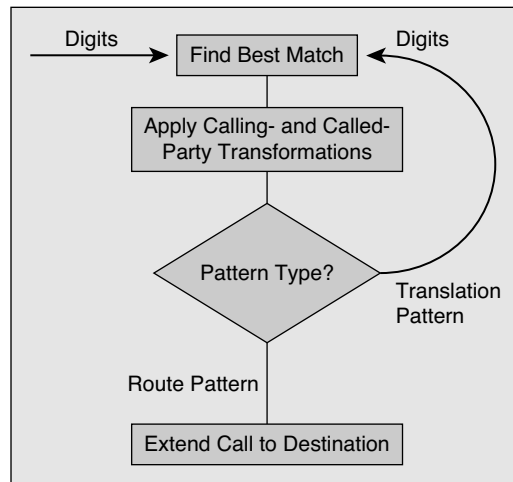 Digits
Digits
Find Best Match
Apply Calling- and Called-
Party Transformations
Pattern Type?
Translation
Pattern
Route Pattern
Extend Call to Destination